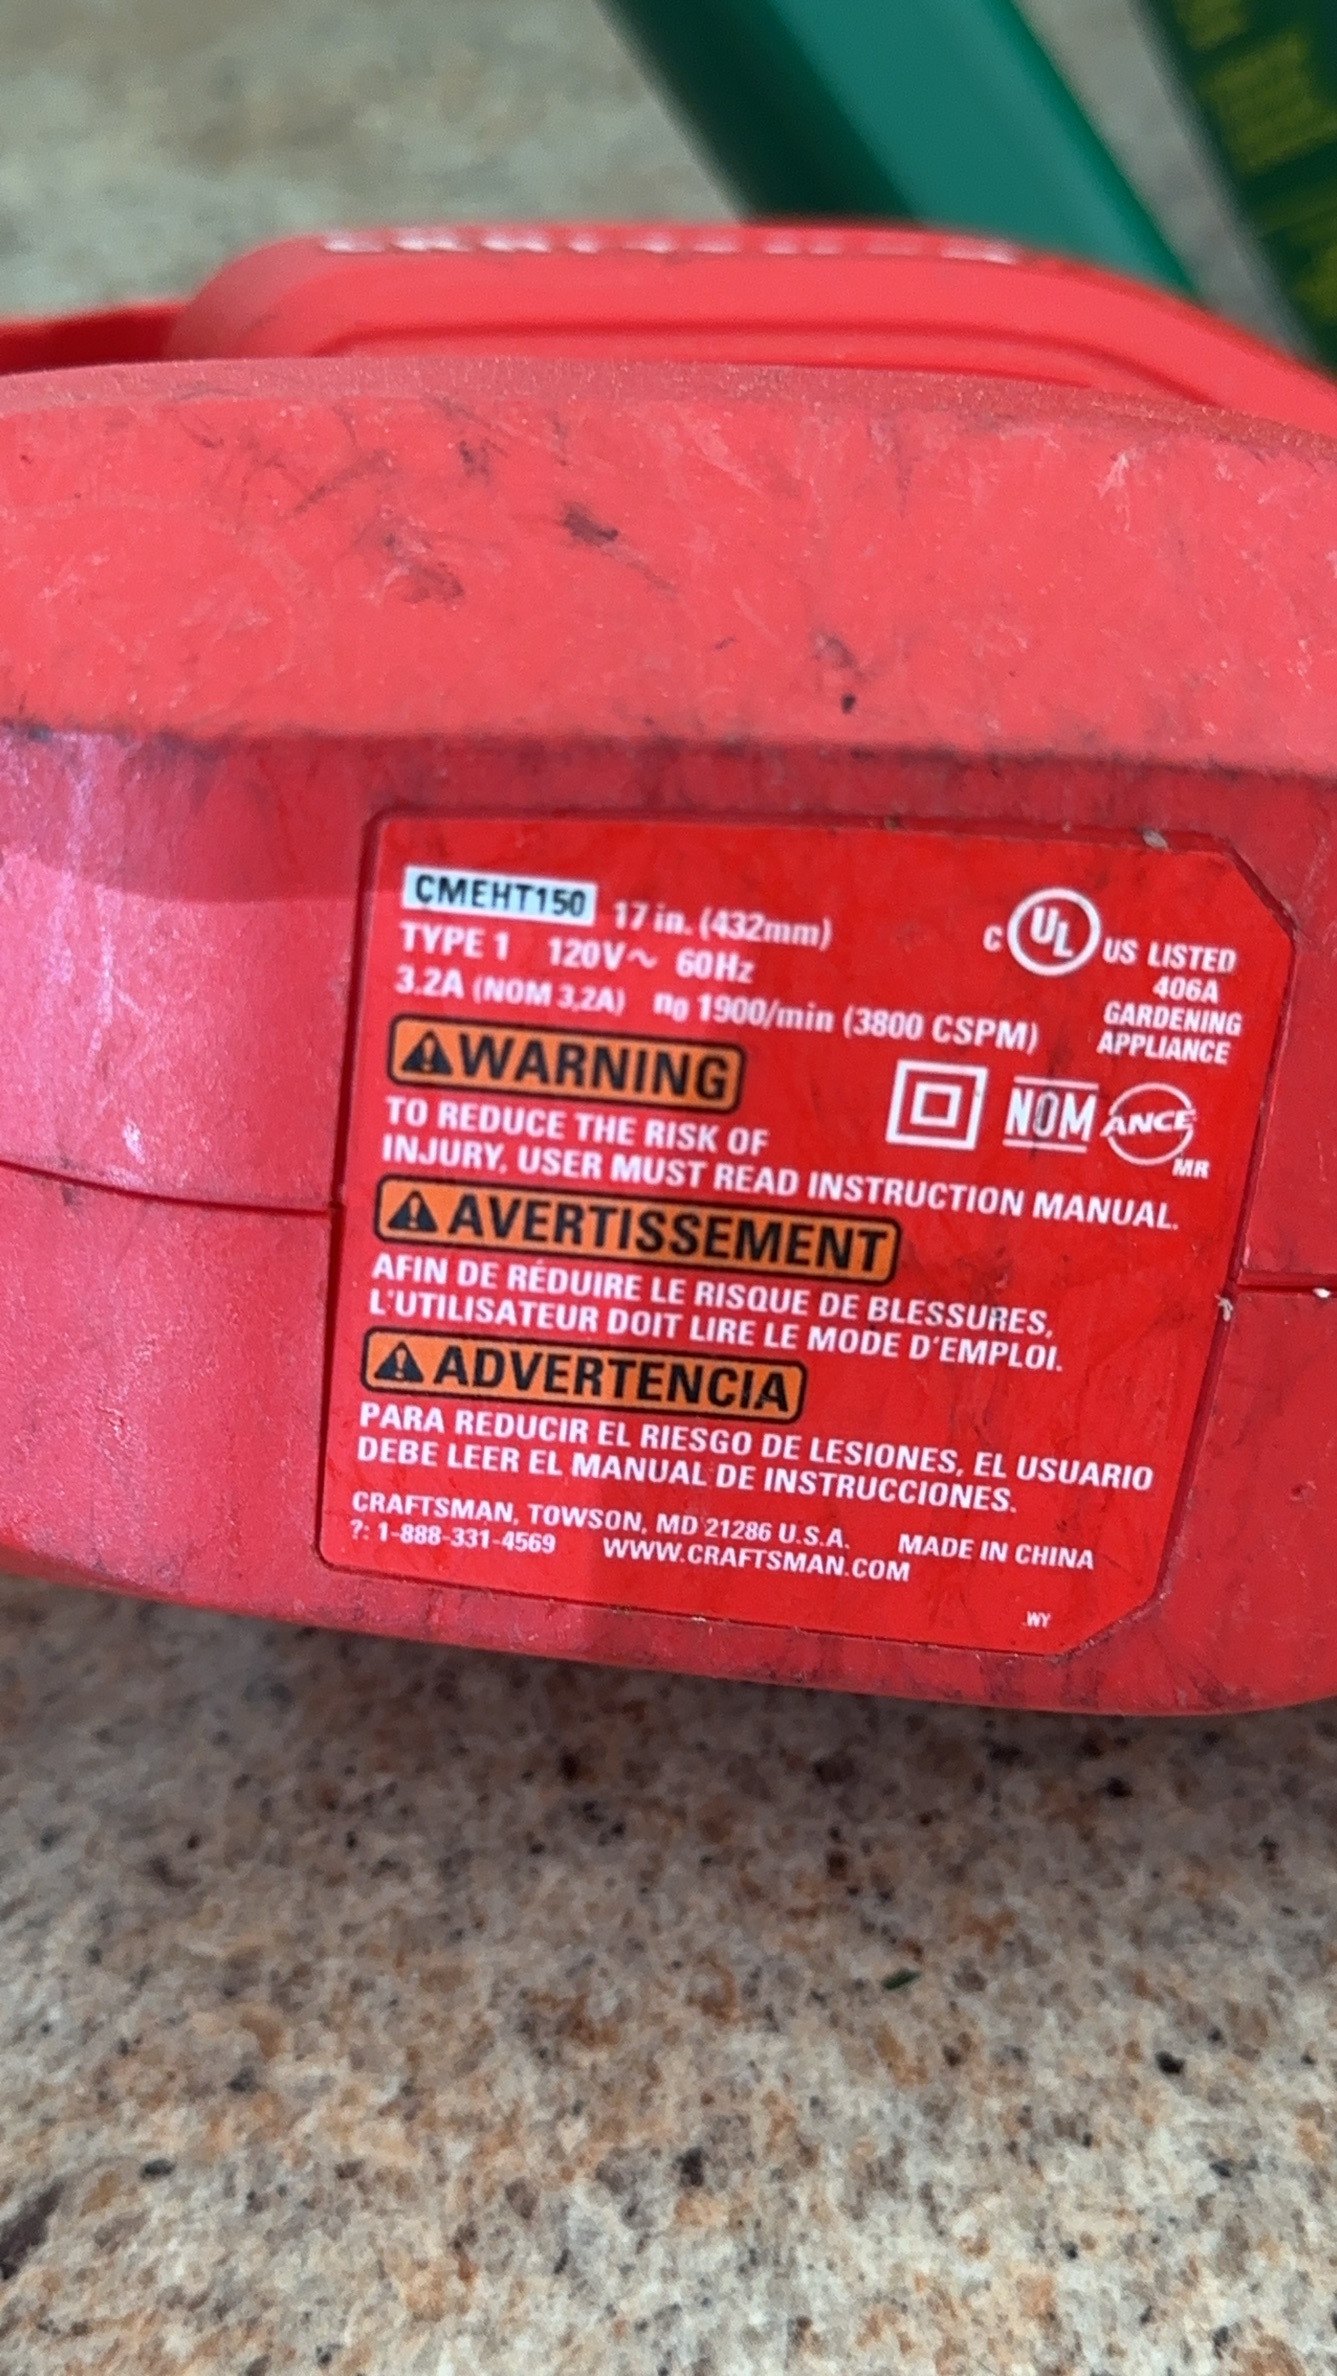 CMEHT150 17 in. (432mm)
TYPE 1 120V~ 60Hz
3.2A (NOM 3,2A) n₀ 1900/min (3800 CSPM)
C UL US LISTED
406A
GARDENING
APPLIANCE
WARNING
NOM ANCE
MR
TO REDUCE THE RISK OF
INJURY, USER MUST READ INSTRUCTION MANUAL.
AVERTISSEMENT
AFIN DE RÉDUIRE LE RISQUE DE BLESSURES,
L'UTILISATEUR DOIT LIRE LE MODE D'EMPLOI.
ADVERTENCIA
PARA REDUCIR EL RIESGO DE LESIONES, EL USUARIO
DEBE LEER EL MANUAL DE INSTRUCCIONES.
CRAFTSMAN, TOWSON, MD 21286 U.S.A. MADE IN CHINA
?: 1-888-331-4569 WWW.CRAFTSMAN.COM
WY